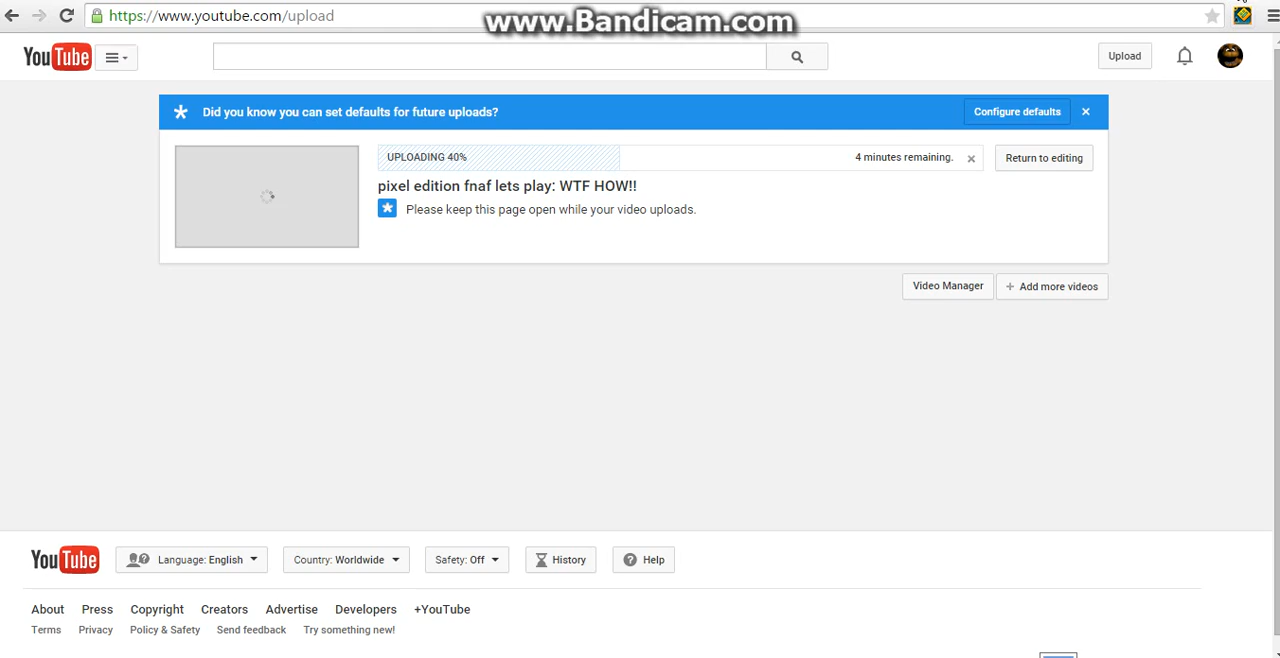 https://www.youtube.com/upload
www.Bandicam.com
YouTube
Upload
Did you know you can set defaults for future uploads?
Configure defaults
UPLOADING 40%
4 minutes remaining.
Return to editing
pixel edition fnaf lets play: WTF HOW!!
Please keep this page open while your video uploads.
Video Manager
+ Add more videos
YouTube
Language: English
Country: Worldwide
Safety: Off
History
Help
About Press Copyright Creators Advertise Developers +YouTube
Terms Privacy Policy & Safety Send feedback Try something new!